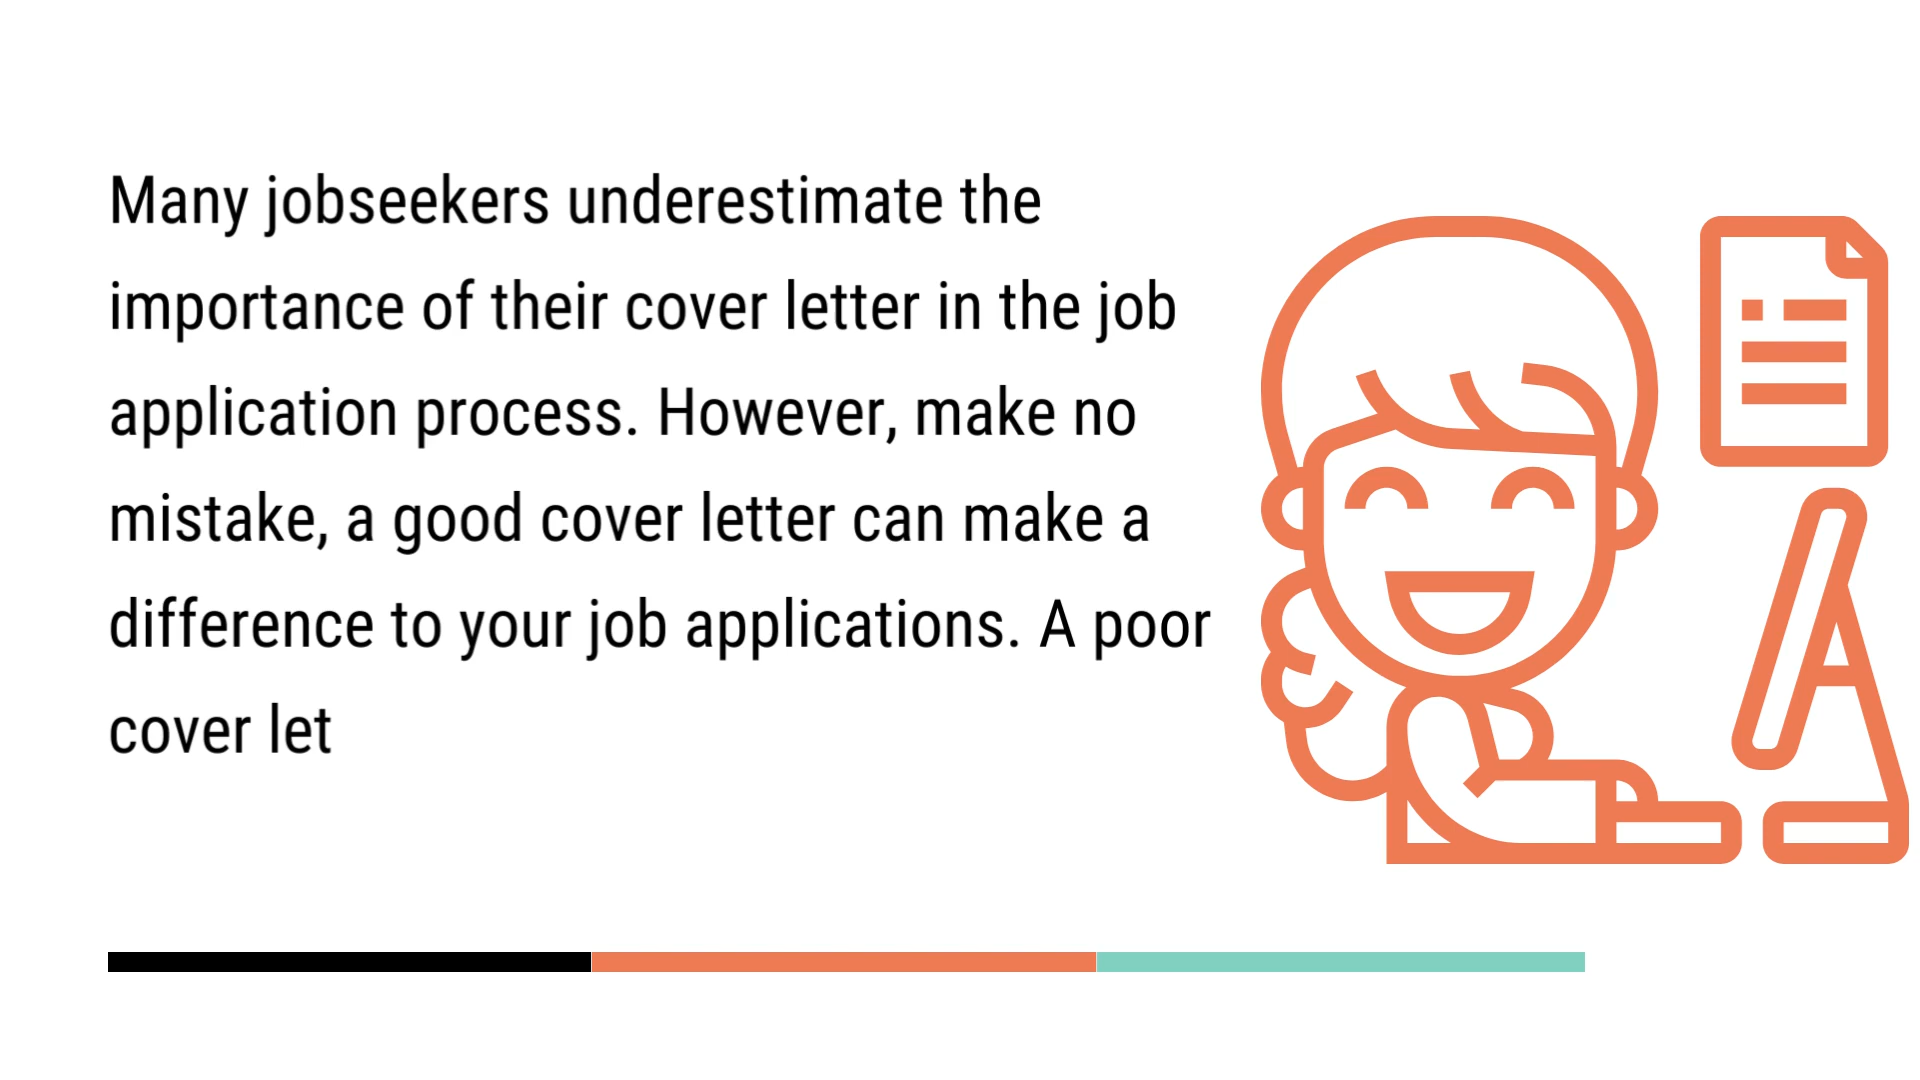 Many jobseekers underestimate the
importance of their cover letter in the job
application process. However, make no
mistake, a good cover letter can make a
difference to your job applications. A poor
cover let